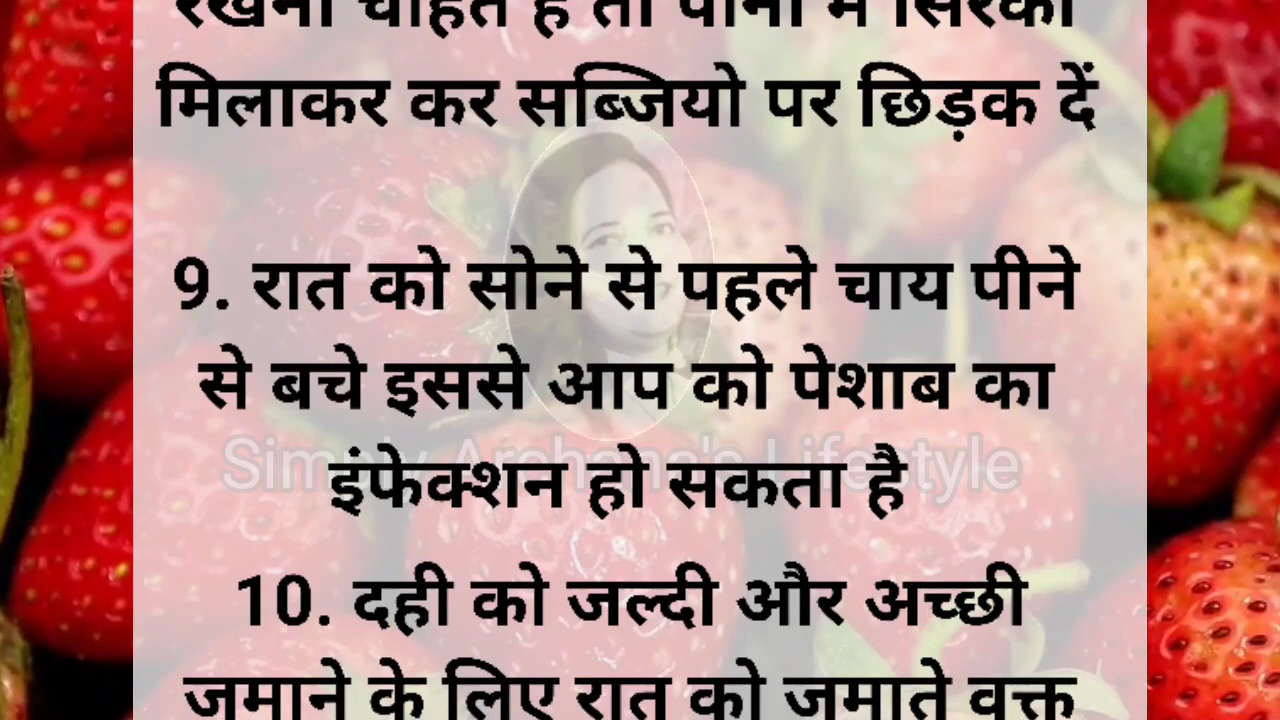 रखना चाहते हैं तो पानी में सिरका
मिलाकर कर सब्जियो पर छिड़क दें
9. रात को सोने से पहले चाय पीने
से बचे इससे आप को पेशाब का
Simply Archana's Lifestyle
इंफेक्शन हो सकता है
10. दही को जल्दी और अच्छी
जमाने के लिए रात को जमाते वक्त